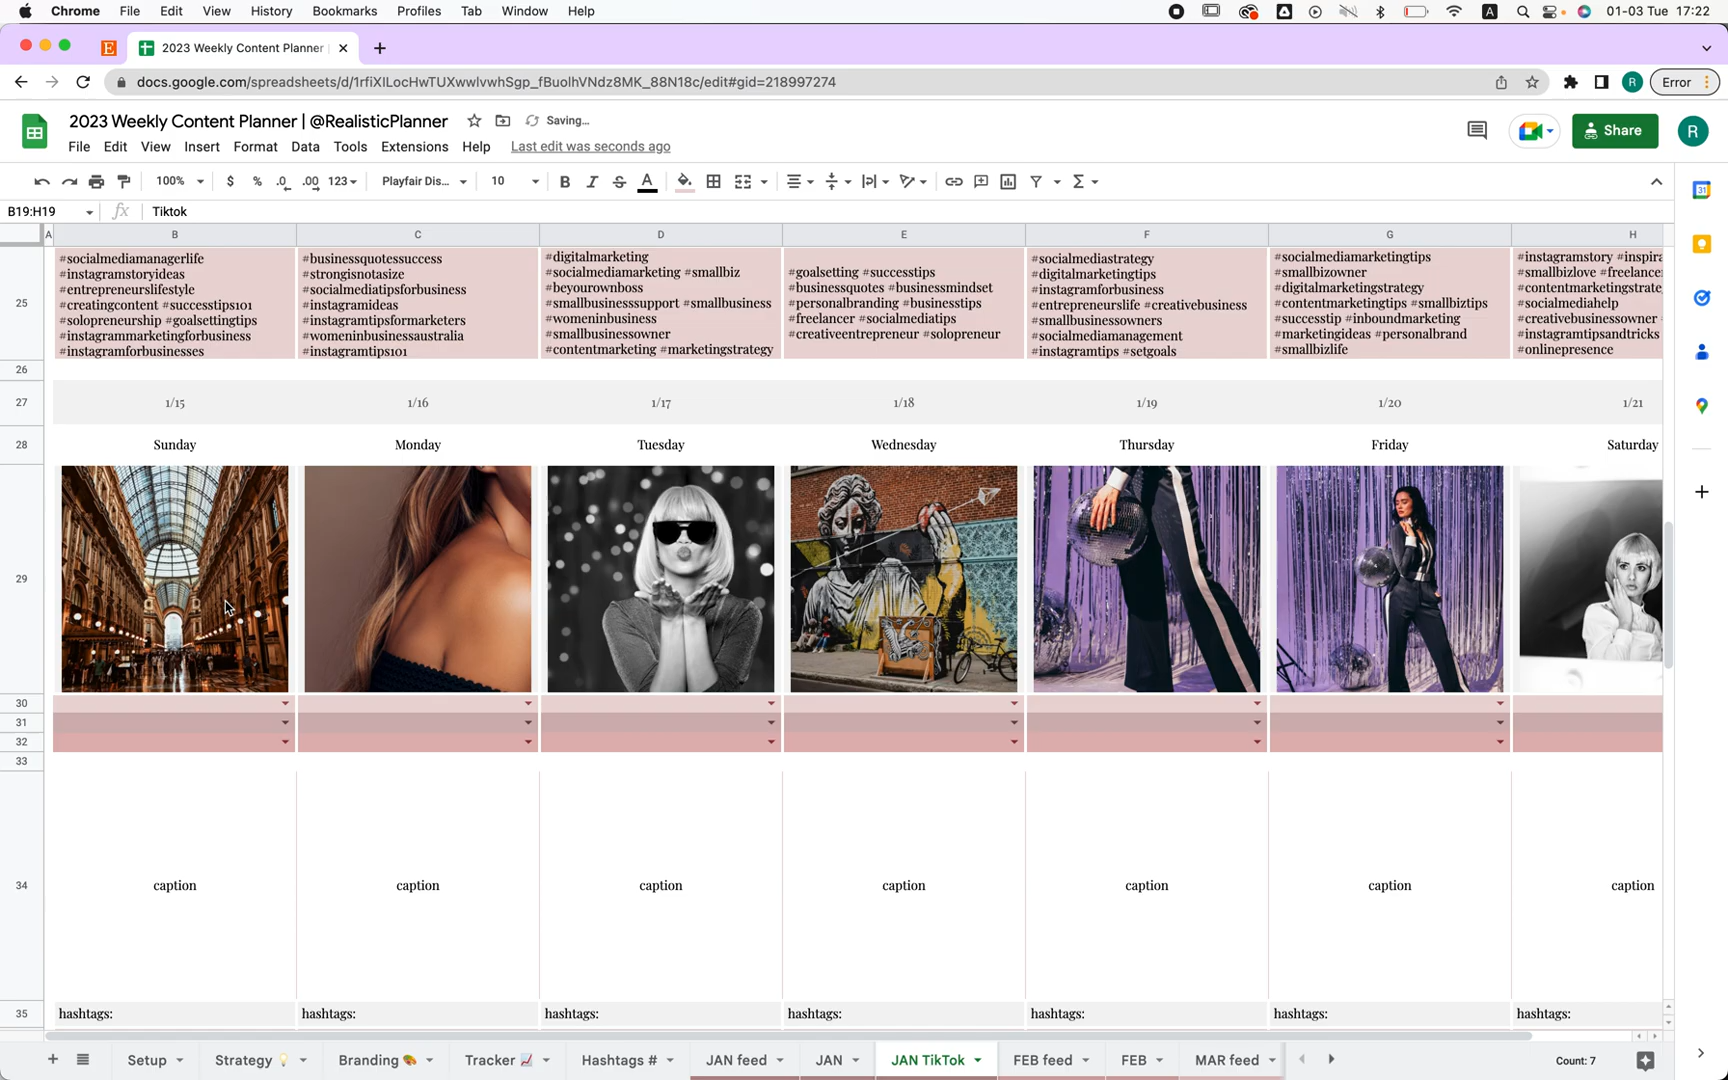 Chrome File Edit View History Bookmarks Profiles Tab Window Help
A
01-03 Tue 17:22
E
2023 Weekly Content Planner
docs.google.com/spreadsheets/d/1rfiXILocHwTUXwwlvwhSgp_fBuolhVNdz8MK_88N18c/edit#gid=218997274
R
Error
2023 Weekly Content Planner | @RealisticPlanner
Saving...
Share
R
File Edit View Insert Format Data Tools Extensions Help Last edit was seconds ago
100% $ % .0 .00 123 Playfair Dis... 10 B I S A
31
B19:H19 fx Tiktok
A B C D E F G H
25
#socialmediamanagerlife
#instagramstoryideas
#entrepreneurslifestyle
#creatingcontent #successtips101
#solopreneurship #goalsettingtips
#instagrammarketingforbusiness
#instagramforbusinesses
#businessquotessuccess
#strongisnotasize
#socialmediatipsforbusiness
#instagramideas
#instagramtipsformarketers
#womeninbusinessaustralia
#instagramtips101
#digitalmarketing
#socialmediamarketing #smallbiz
#beyourownboss
#smallbusinesssupport #smallbusiness
#womeninbusiness
#smallbusinessowner
#contentmarketing #marketingstrategy
#goalsetting #successtips
#businessquotes #businessmindset
#personalbranding #businesstips
#freelancer #socialmediatips
#creativeentrepreneur #solopreneur
#socialmediastrategy
#digitalmarketingtips
#instagramforbusiness
#entrepreneurslife #creativebusiness
#smallbusinessowners
#socialmediamanagement
#instagramtips #setgoals
#socialmediamarketingtips
#smallbizowner
#digitalmarketingstrategy
#contentmarketingtips #smallbiztips
#successtip #inboundmarketing
#marketingideas #personalbrand
#smallbizlife
#instagramstory #inspira
#smallbizlove #freelance
#contentmarketingstrate
#socialmediahelp
#creativebusinessowner
#instagramtipsandtricks
#onlinepresence
26
27 1/15 1/16 1/17 1/18 1/19 1/20 1/21
28 Sunday Monday Tuesday Wednesday Thursday Friday Saturday
29
30
31
32
33
34 caption caption caption caption caption caption caption
35 hashtags: hashtags: hashtags: hashtags: hashtags: hashtags: hashtags:
Setup Strategy Branding Tracker Hashtags # JAN feed JAN JAN TikTok FEB feed FEB MAR feed Count: 7